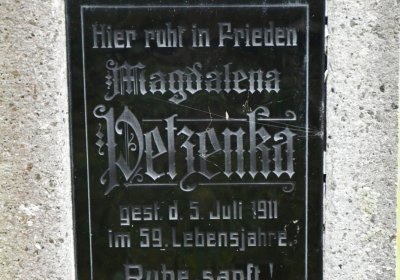 Hier ruht in Frieden
Magdalena
Petzenka
gest. d. 5. Juli 1911
im 59. Lebensjahre.
Ruhe sanft!